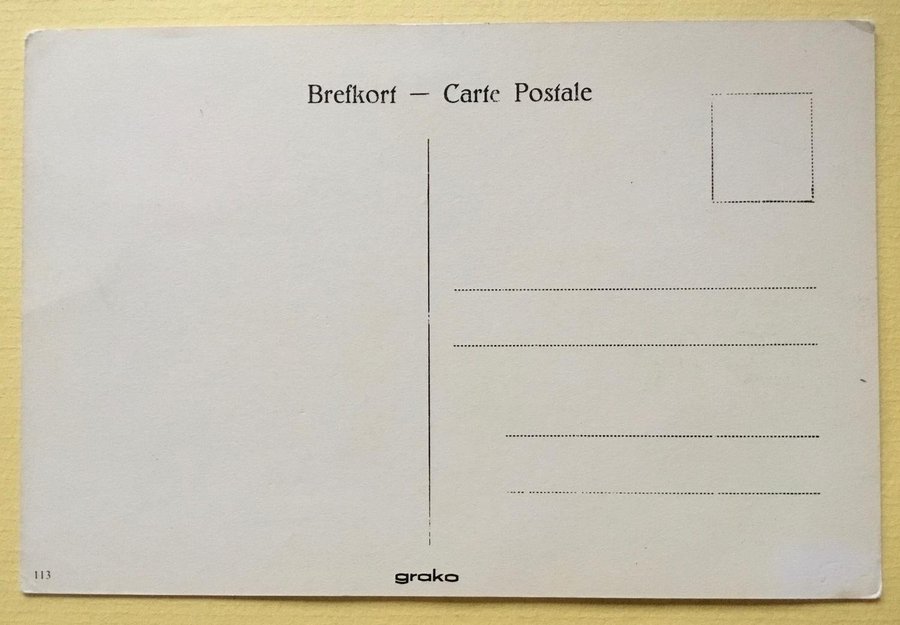 Brefkort — Carte Postale
113
grako